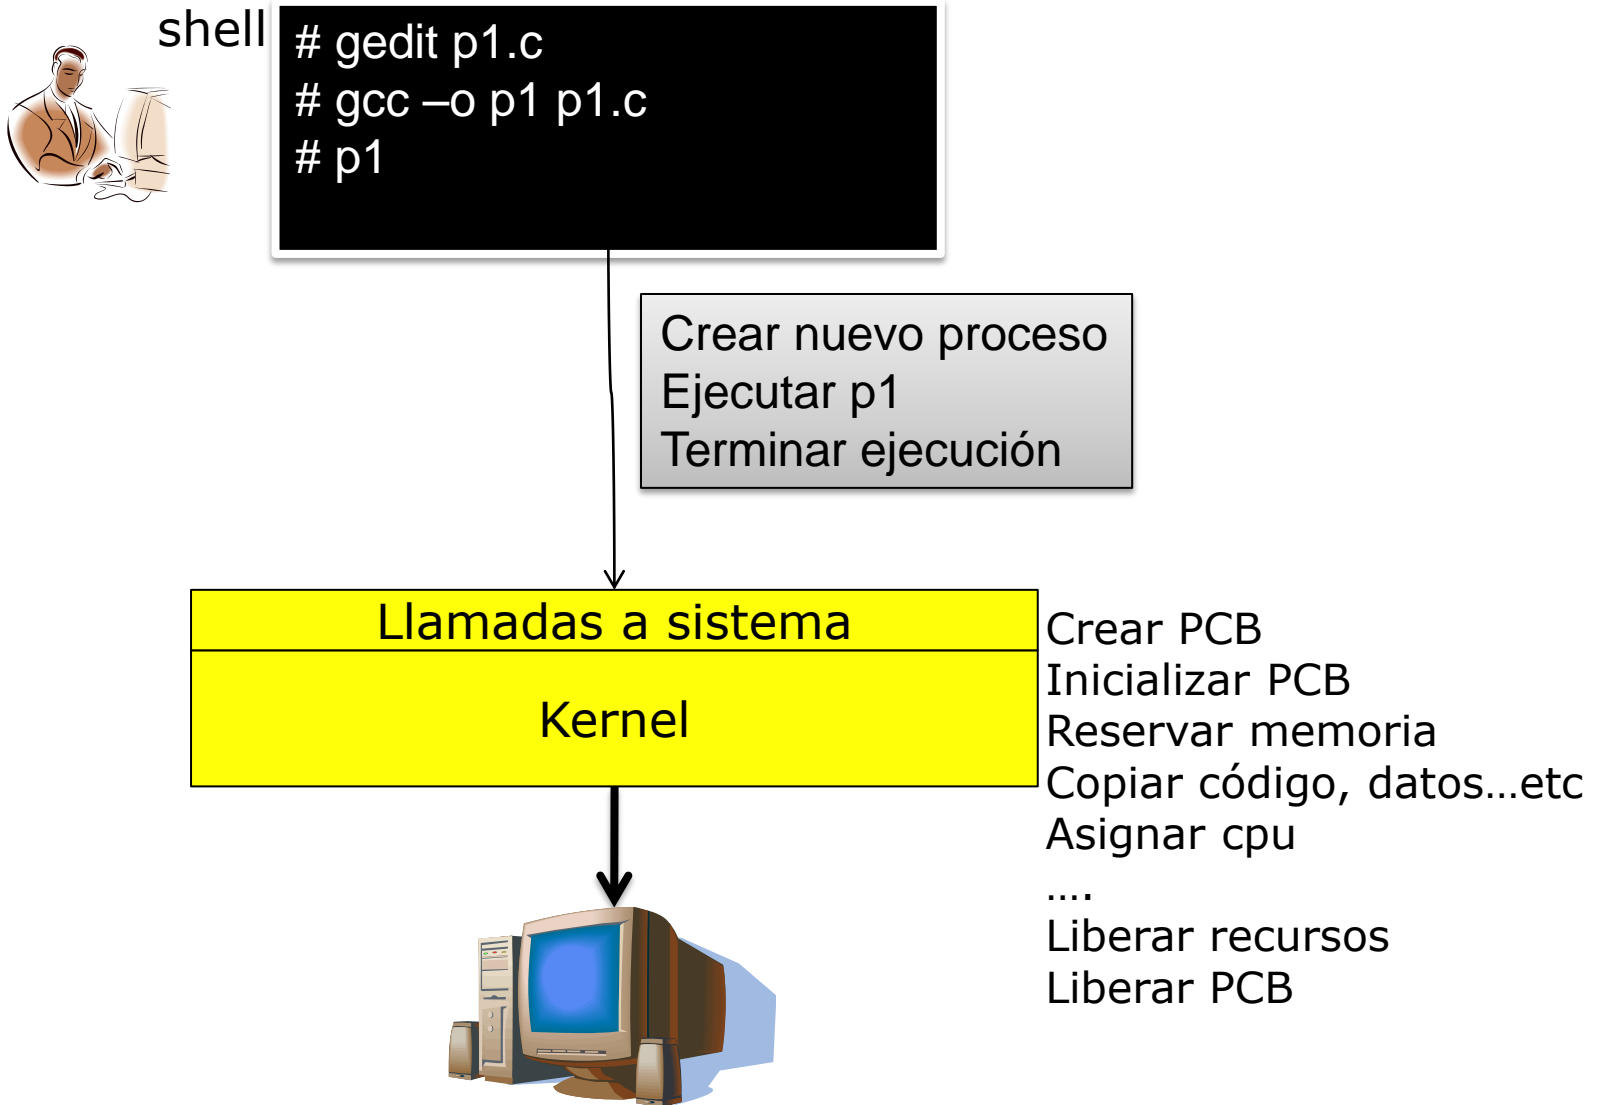 shell
# gedit p1.c
# gcc –o p1 p1.c
# p1
Crear nuevo proceso
Ejecutar p1
Terminar ejecución
Llamadas a sistema
Kernel
Crear PCB
Inicializar PCB
Reservar memoria
Copiar código, datos…etc
Asignar cpu
….
Liberar recursos
Liberar PCB